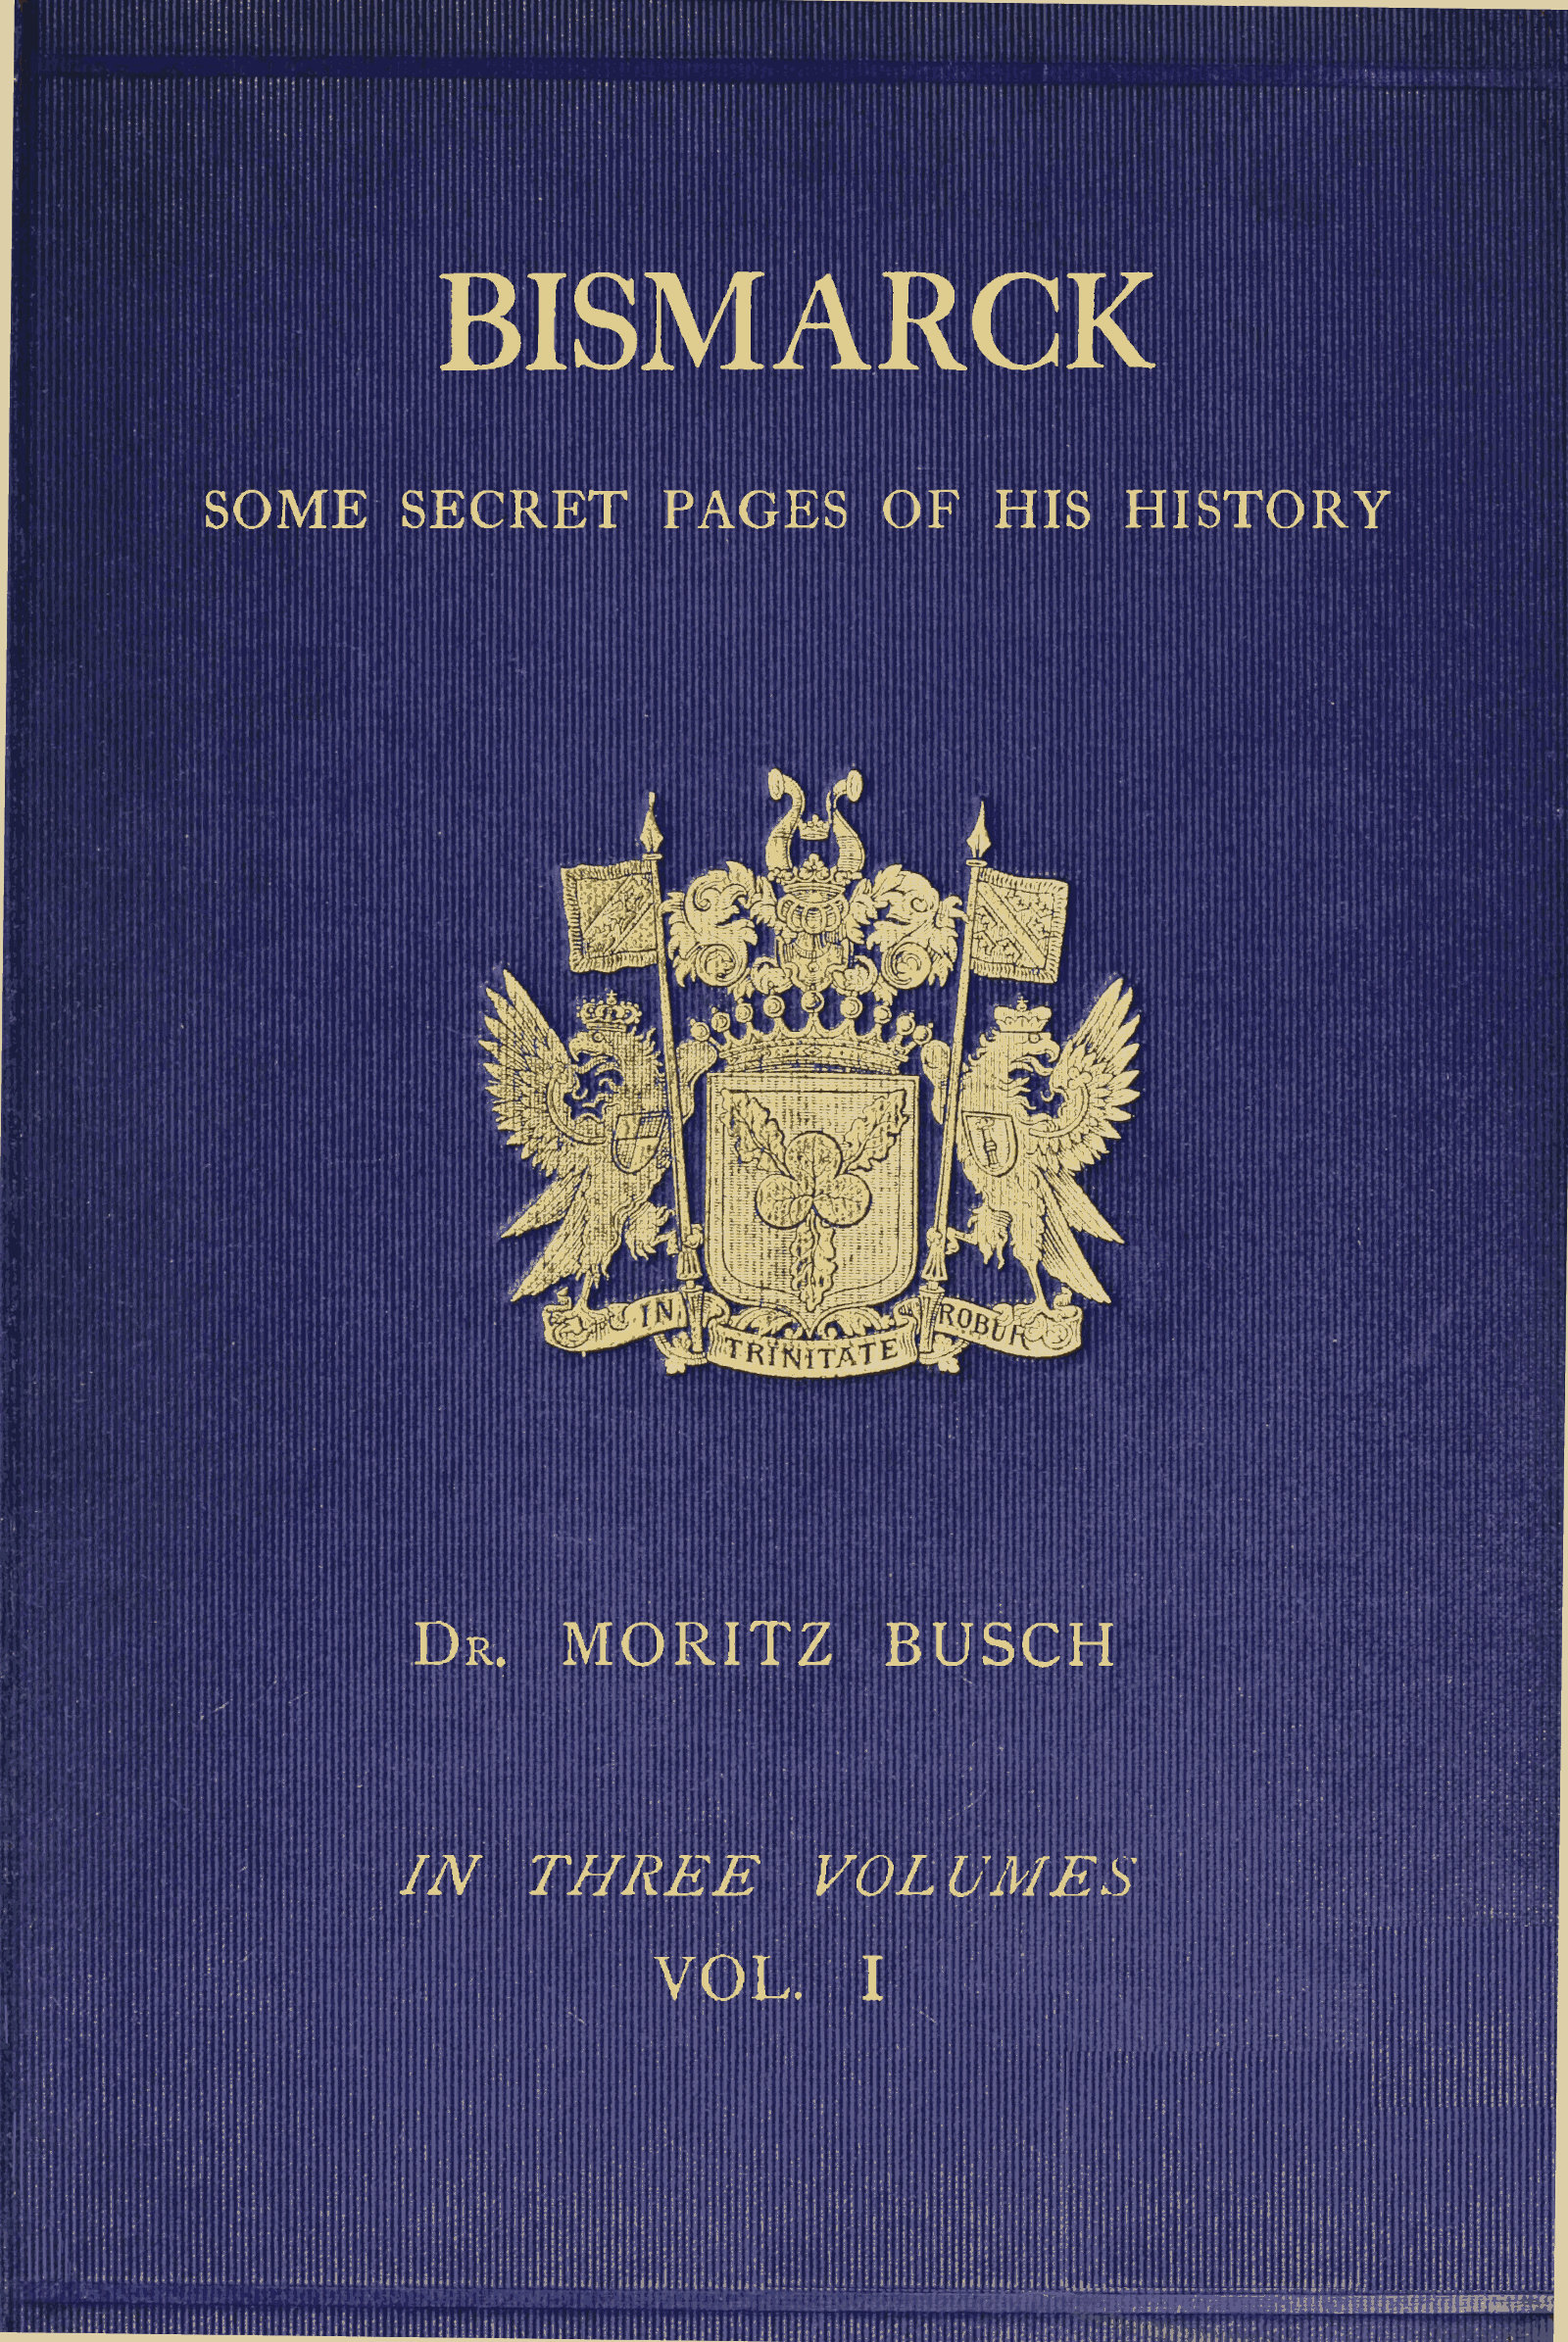 BISMARCK
SOME SECRET PAGES OF HIS HISTORY
IN TRINITATE ROBUR
DR. MORITZ BUSCH
IN THREE VOLUMES
VOL. I